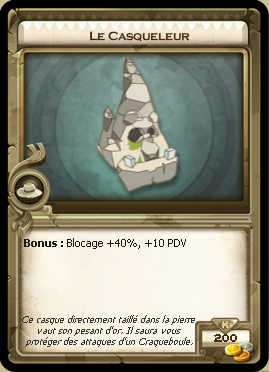 LE CASQUELEUR
Bonus : Blocage +40%, +10 PDV
Ce casque directement taillé dans la pierre
vaut son pesant d'or. Il saura vous
protéger des attaques d'un Craqueboule.
K
200